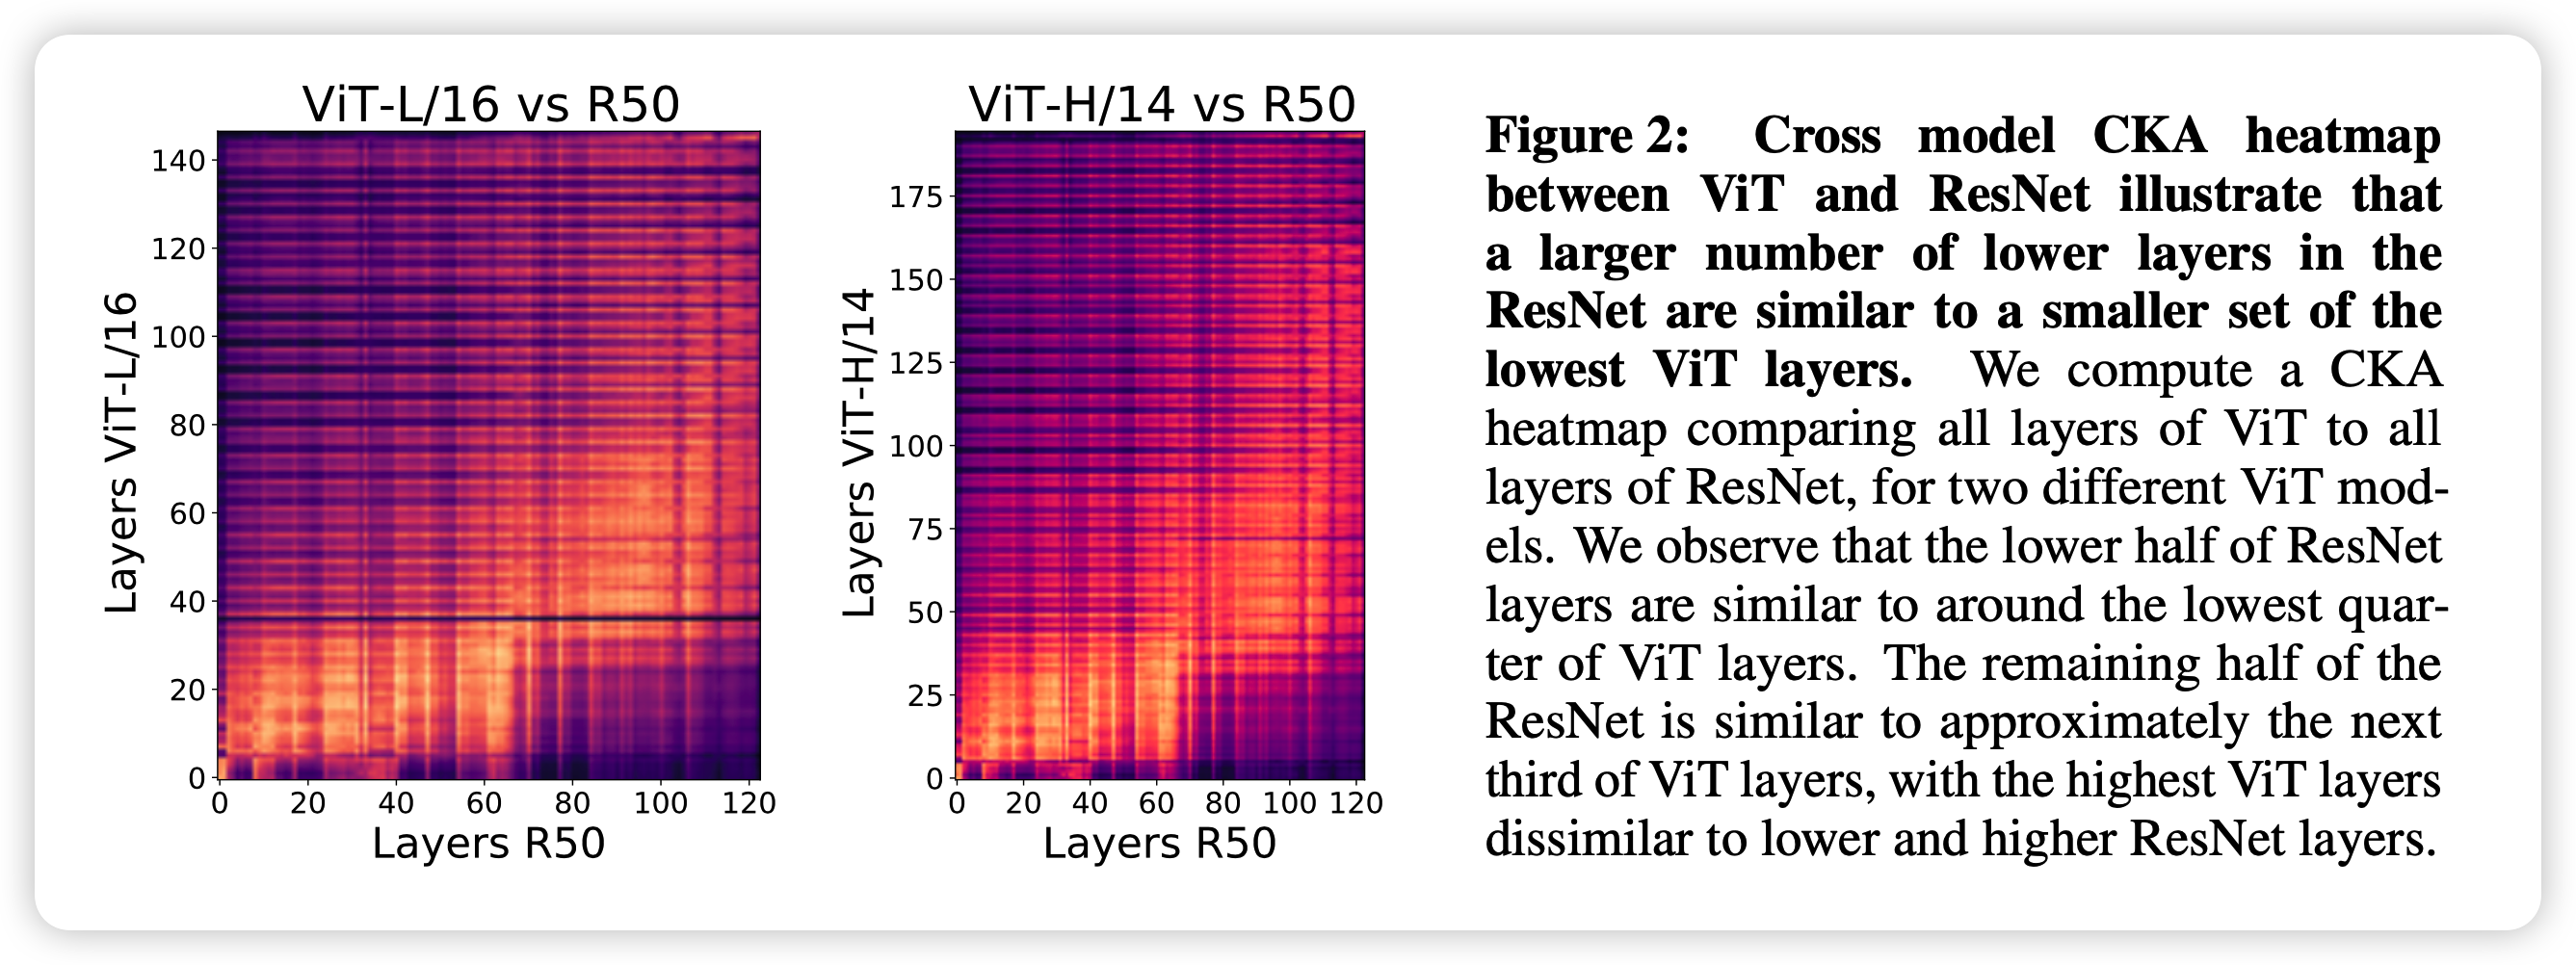 ViT-L/16 vs R50
Layers ViT-L/16
140
120
100
80
60
40
20
0
0 20 40 60 80 100 120
Layers R50
ViT-H/14 vs R50
Layers ViT-H/14
175
150
125
100
75
50
25
0
0 20 40 60 80 100 120
Layers R50
Figure 2: Cross model CKA heatmap
between ViT and ResNet illustrate that
a larger number of lower layers in the
ResNet are similar to a smaller set of the
lowest ViT layers. We compute a CKA
heatmap comparing all layers of ViT to all
layers of ResNet, for two different ViT mod-
els. We observe that the lower half of ResNet
layers are similar to around the lowest quar-
ter of ViT layers. The remaining half of the
ResNet is similar to approximately the next
third of ViT layers, with the highest ViT layers
dissimilar to lower and higher ResNet layers.